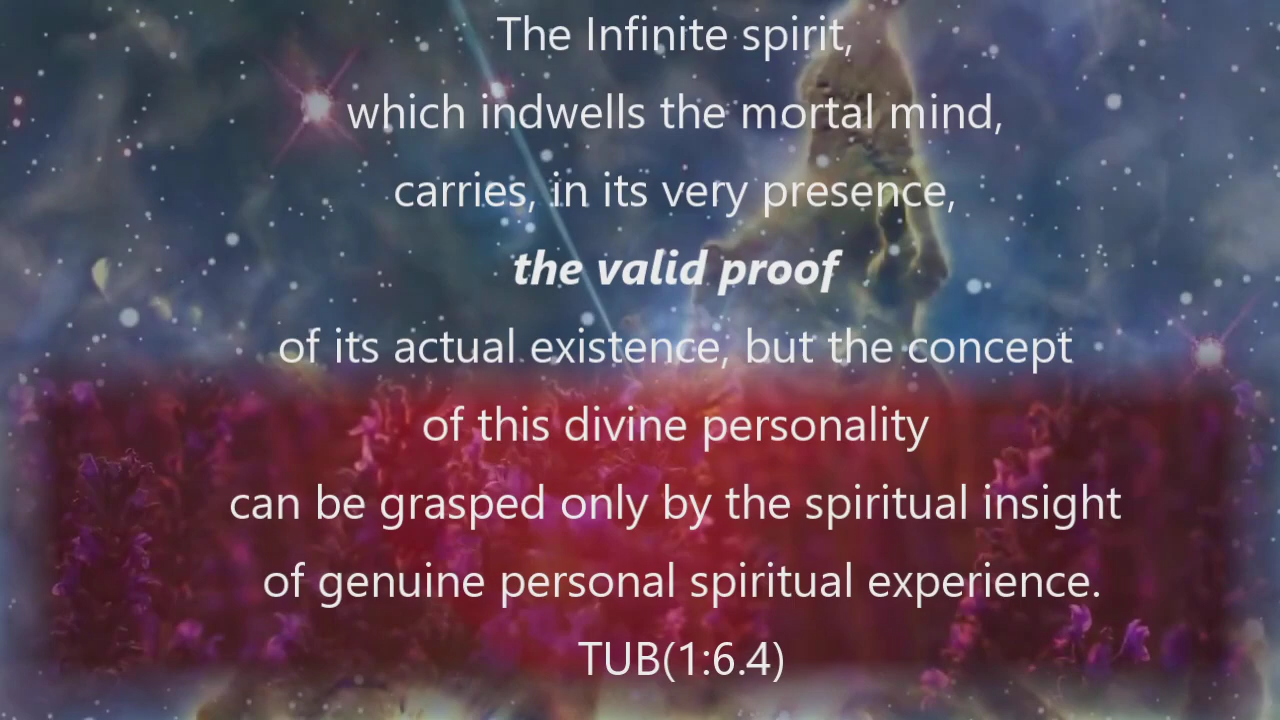 The Infinite spirit,
which indwells the mortal mind,
carries, in its very presence,
the valid proof
of its actual existence, but the concept
of this divine personality
can be grasped only by the spiritual insight
of genuine personal spiritual experience.
TUB(1:6.4)